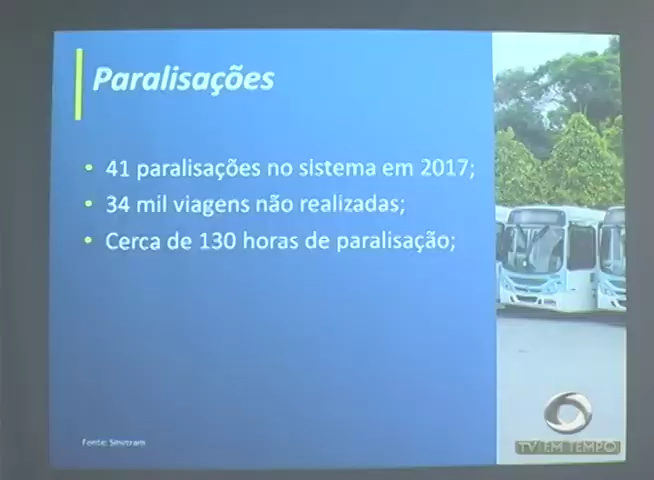 Paralisações
• 41 paralisações no sistema em 2017;
• 34 mil viagens não realizadas;
• Cerca de 130 horas de paralisação;
Fonte: Sinetram
TV EM TEMPO